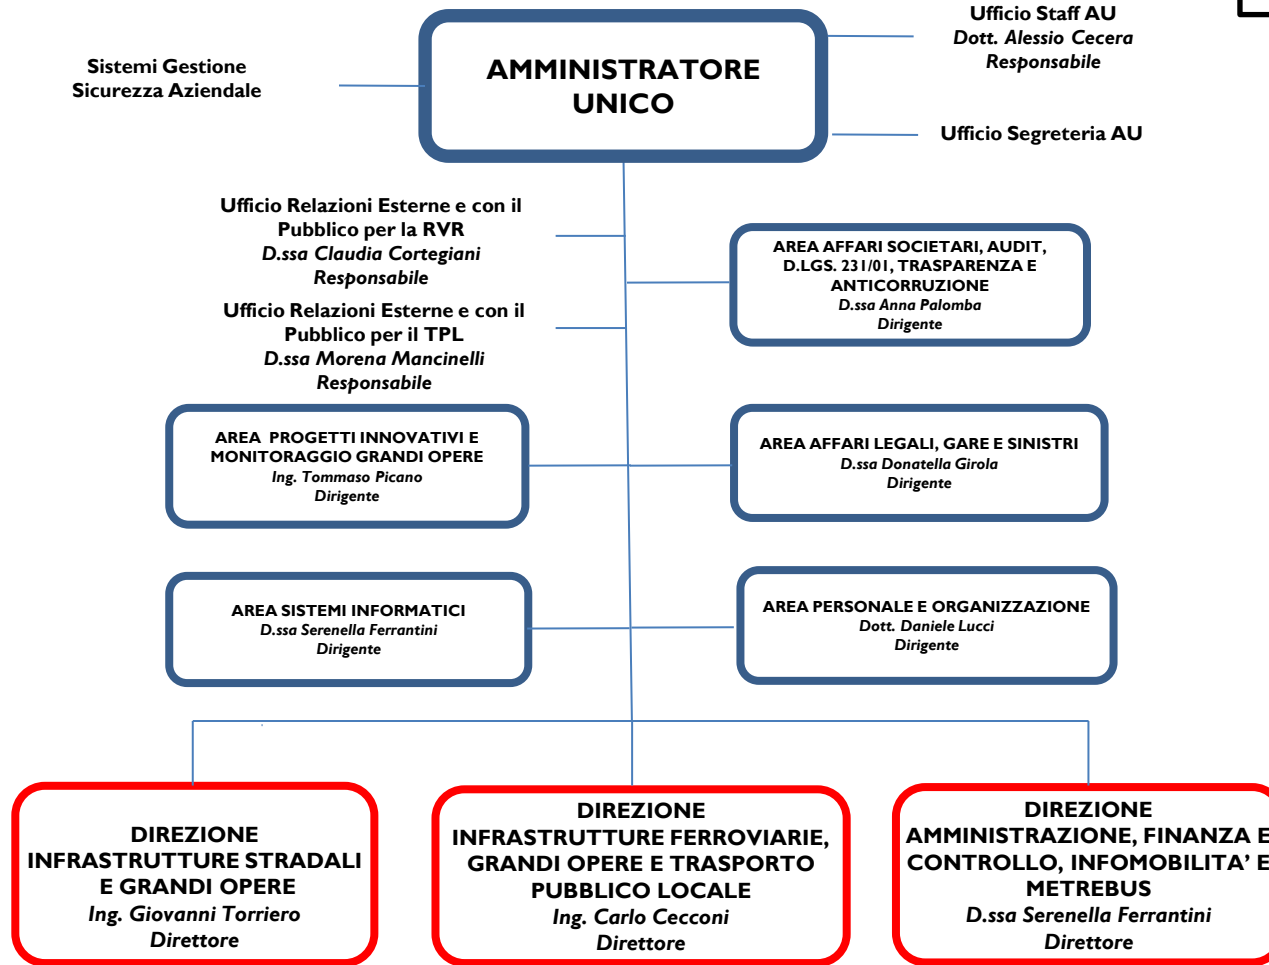 Ufficio Staff AU
Dott. Alessio Cecera
Responsabile
Sistemi Gestione
Sicurezza Aziendale
AMMINISTRATORE
UNICO
Ufficio Segreteria AU
Ufficio Relazioni Esterne e con il
Pubblico per la RVR
D.ssa Claudia Cortegiani
Responsabile
AREA AFFARI SOCIETARI, AUDIT,
D.LGS. 231/01, TRASPARENZA E
ANTICORRUZIONE
D.ssa Anna Palomba
Dirigente
Ufficio Relazioni Esterne e con il
Pubblico per il TPL
D.ssa Morena Mancinelli
Responsabile
AREA PROGETTI INNOVATIVI E
MONITORAGGIO GRANDI OPERE
Ing. Tommaso Picano
Dirigente
AREA AFFARI LEGALI, GARE E SINISTRI
D.ssa Donatella Girola
Dirigente
AREA SISTEMI INFORMATICI
D.ssa Serenella Ferrantini
Dirigente
AREA PERSONALE E ORGANIZZAZIONE
Dott. Daniele Lucci
Dirigente
DIREZIONE
INFRASTRUTTURE STRADALI
E GRANDI OPERE
Ing. Giovanni Torriero
Direttore
DIREZIONE
INFRASTRUTTURE FERROVIARIE,
GRANDI OPERE E TRASPORTO
PUBBLICO LOCALE
Ing. Carlo Cecconi
Direttore
DIREZIONE
AMMINISTRAZIONE, FINANZA E
CONTROLLO, INFOMOBILITA' E
METREBUS
D.ssa Serenella Ferrantini
Direttore